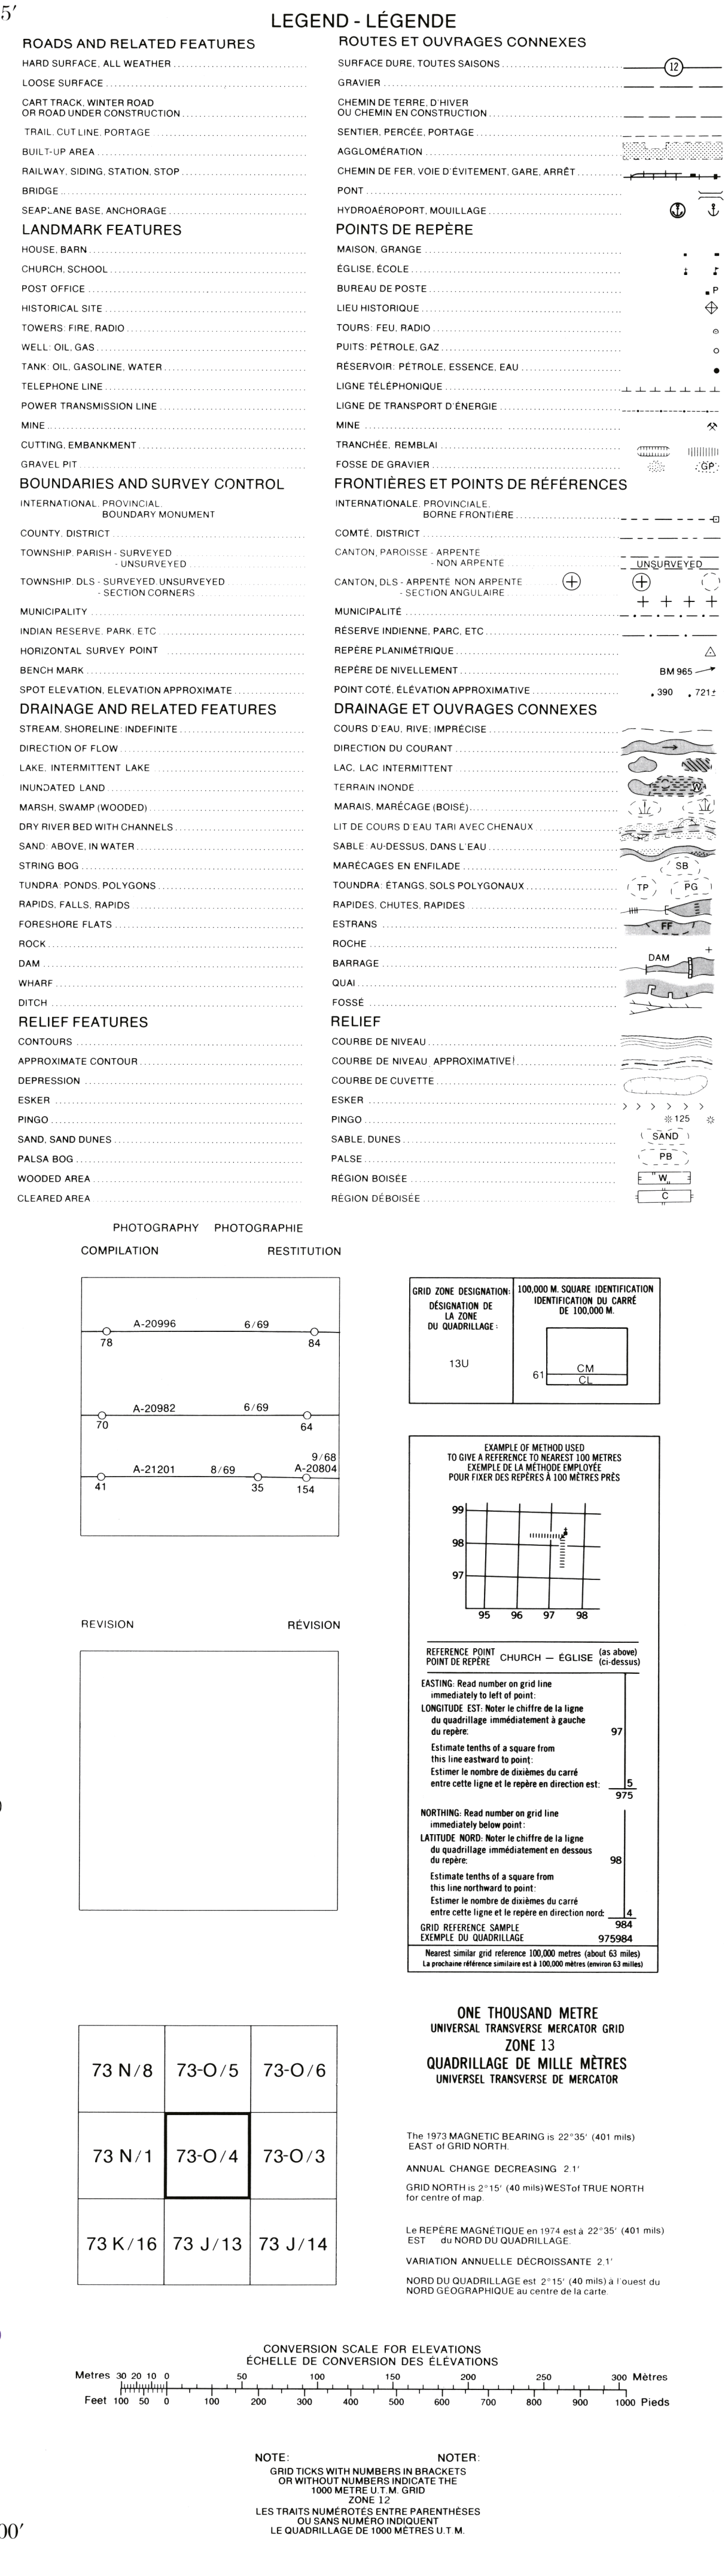 5′
LEGEND - LÉGENDE
ROADS AND RELATED FEATURES
HARD SURFACE, ALL WEATHER
LOOSE SURFACE
CART TRACK, WINTER ROAD
OR ROAD UNDER CONSTRUCTION
TRAIL, CUT LINE, PORTAGE
BUILT-UP AREA
RAILWAY, SIDING, STATION, STOP
BRIDGE
SEAPLANE BASE, ANCHORAGE
LANDMARK FEATURES
HOUSE, BARN
CHURCH, SCHOOL
POST OFFICE
HISTORICAL SITE
TOWERS: FIRE, RADIO
WELL: OIL, GAS
TANK: OIL, GASOLINE, WATER
TELEPHONE LINE
POWER TRANSMISSION LINE
MINE
CUTTING, EMBANKMENT
GRAVEL PIT
BOUNDARIES AND SURVEY CONTROL
INTERNATIONAL, PROVINCIAL,
BOUNDARY MONUMENT
COUNTY, DISTRICT
TOWNSHIP, PARISH - SURVEYED
- UNSURVEYED
TOWNSHIP, DLS - SURVEYED, UNSURVEYED
- SECTION CORNERS
MUNICIPALITY
INDIAN RESERVE, PARK, ETC
HORIZONTAL SURVEY POINT
BENCH MARK
SPOT ELEVATION, ELEVATION APPROXIMATE
DRAINAGE AND RELATED FEATURES
STREAM, SHORELINE: INDEFINITE
DIRECTION OF FLOW
LAKE, INTERMITTENT LAKE
INUNDATED LAND
MARSH, SWAMP (WOODED)
DRY RIVER BED WITH CHANNELS
SAND: ABOVE, IN WATER
STRING BOG
TUNDRA: PONDS, POLYGONS
RAPIDS, FALLS, RAPIDS
FORESHORE FLATS
ROCK
DAM
WHARF
DITCH
RELIEF FEATURES
CONTOURS
APPROXIMATE CONTOUR
DEPRESSION
ESKER
PINGO
SAND, SAND DUNES
PALSA BOG
WOODED AREA
CLEARED AREA
ROUTES ET OUVRAGES CONNEXES
SURFACE DURE, TOUTES SAISONS 12
GRAVIER
CHEMIN DE TERRE, D'HIVER
OU CHEMIN EN CONSTRUCTION
SENTIER, PERCÉE, PORTAGE
AGGLOMÉRATION
CHEMIN DE FER, VOIE D'ÉVITEMENT, GARE, ARRÊT
PONT
HYDROAÉROPORT, MOUILLAGE
POINTS DE REPÈRE
MAISON, GRANGE
ÉGLISE, ÉCOLE
BUREAU DE POSTE P
LIEU HISTORIQUE
TOURS: FEU, RADIO
PUITS: PÉTROLE, GAZ
RÉSERVOIR: PÉTROLE, ESSENCE, EAU
LIGNE TÉLÉPHONIQUE
LIGNE DE TRANSPORT D'ÉNERGIE
MINE
TRANCHÉE, REMBLAI
FOSSE DE GRAVIER GP
FRONTIÈRES ET POINTS DE RÉFÉRENCES
INTERNATIONALE, PROVINCIALE,
BORNE FRONTIÈRE
COMTÉ, DISTRICT
CANTON, PAROISSE - ARPENTE
- NON ARPENTE UNSURVEYED
CANTON, DLS - ARPENTE NON ARPENTE
- SECTION ANGULAIRE
MUNICIPALITÉ
RÉSERVE INDIENNE, PARC, ETC
REPÈRE PLANIMÉTRIQUE
REPÈRE DE NIVELLEMENT BM 965
POINT COTÉ, ÉLÉVATION APPROXIMATIVE .390 .721±
DRAINAGE ET OUVRAGES CONNEXES
COURS D'EAU, RIVE; IMPRÉCISE
DIRECTION DU COURANT
LAC, LAC INTERMITTENT
TERRAIN INONDÉ W
MARAIS, MARÉCAGE (BOISÉ)
LIT DE COURS D EAU TARI AVEC CHENAUX
SABLE: AU-DESSUS, DANS L'EAU
MARÉCAGES EN ENFILADE SB
TOUNDRA: ÉTANGS, SOLS POLYGONAUX TP PG
RAPIDES, CHUTES, RAPIDES
ESTRANS FF
ROCHE
BARRAGE DAM
QUAI
FOSSÉ
RELIEF
COURBE DE NIVEAU
COURBE DE NIVEAU APPROXIMATIVE
COURBE DE CUVETTE
ESKER
PINGO 125
SABLE, DUNES SAND
PALSE PB
RÉGION BOISÉE W
RÉGION DÉBOISÉE C
PHOTOGRAPHY PHOTOGRAPHIE
COMPILATION RESTITUTION
A-20996 6/69
78 84
A-20982 6/69
70 64
9/68
A-21201 8/69 A-20804
41 35 154
GRID ZONE DESIGNATION:
DÉSIGNATION DE
LA ZONE
DU QUADRILLAGE :
13U
100,000 M. SQUARE IDENTIFICATION
IDENTIFICATION DU CARRÉ
DE 100,000 M.
61 CM
CL
EXAMPLE OF METHOD USED
TO GIVE A REFERENCE TO NEAREST 100 METRES
EXEMPLE DE LA MÉTHODE EMPLOYÉE
POUR FIXER DES REPÈRES À 100 MÈTRES PRÈS
99
98
97
95 96 97 98
REFERENCE POINT CHURCH — ÉGLISE (as above)
POINT DE REPÈRE (ci-dessus)
EASTING: Read number on grid line
immediately to left of point:
LONGITUDE EST: Noter le chiffre de la ligne
du quadrillage immédiatement à gauche
du repère: 97
Estimate tenths of a square from
this line eastward to point:
Estimer le nombre de dixièmes du carré
entre cette ligne et le repère en direction est: 5
975
NORTHING: Read number on grid line
immediately below point:
LATITUDE NORD: Noter le chiffre de la ligne
du quadrillage immédiatement en dessous
du repère: 98
Estimate tenths of a square from
this line northward to point:
Estimer le nombre de dixièmes du carré
entre cette ligne et le repère en direction nord: 4
984
GRID REFERENCE SAMPLE
EXEMPLE DU QUADRILLAGE 975984
Nearest similar grid reference 100,000 metres (about 63 miles)
La prochaine référence similaire est à 100,000 mètres (environ 63 milles)
REVISION RÉVISION
73 N/8 73-O/5 73-O/6
73 N/1 73-O/4 73-O/3
73 K/16 73 J/13 73 J/14
ONE THOUSAND METRE
UNIVERSAL TRANSVERSE MERCATOR GRID
ZONE 13
QUADRILLAGE DE MILLE MÈTRES
UNIVERSEL TRANSVERSE DE MERCATOR
The 1973 MAGNETIC BEARING is 22°35′ (401 mils)
EAST of GRID NORTH.
ANNUAL CHANGE DECREASING 2.1′
GRID NORTH is 2°15′ (40 mils) WEST of TRUE NORTH
for centre of map.
Le REPÈRE MAGNÉTIQUE en 1974 est à 22°35′ (401 mils)
EST du NORD DU QUADRILLAGE.
VARIATION ANNUELLE DÉCROISSANTE 2.1′
NORD DU QUADRILLAGE est 2°15′ (40 mils) à l'ouest du
NORD GÉOGRAPHIQUE au centre de la carte.
CONVERSION SCALE FOR ELEVATIONS
ÉCHELLE DE CONVERSION DES ÉLÉVATIONS
Metres 30 20 10 0 50 100 150 200 250 300 Mètres
Feet 100 50 0 100 200 300 400 500 600 700 800 900 1000 Pieds
NOTE: NOTER:
GRID TICKS WITH NUMBERS IN BRACKETS
OR WITHOUT NUMBERS INDICATE THE
1000 METRE U.T.M. GRID
ZONE 12
LES TRAITS NUMÉROTÉS ENTRE PARENTHÈSES
OU SANS NUMÉRO INDIQUENT
LE QUADRILLAGE DE 1000 MÈTRES U.T.M.
00′